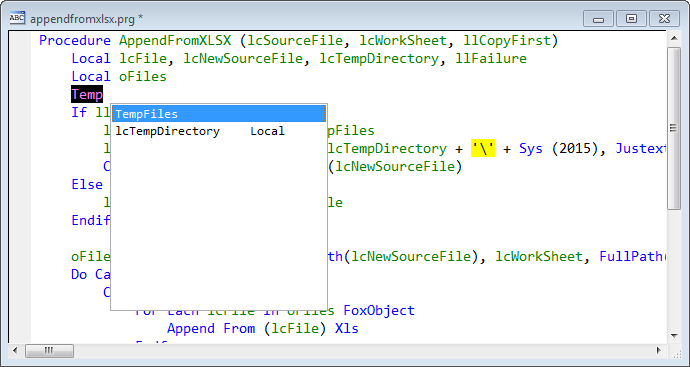 ABC appendfromxlsx.prg *
Procedure AppendFromXLSX (lcSourceFile, lcWorkSheet, llCopyFirst)
Local lcFile, lcNewSourceFile, lcTempDirectory, llFailure
Local oFiles
Temp
If ll
TempFiles
lcTempDirectory Local
l pFiles
l lcTempDirectory + '\' + Sys (2015), Justext
C (lcNewSourceFile)
Else
l le
Endif
oFile th(lcNewSourceFile), lcWorkSheet, FullPath(
Do Ca
C
For Each lcFile In oFiles FoxObject
Append From (lcFile) Xls